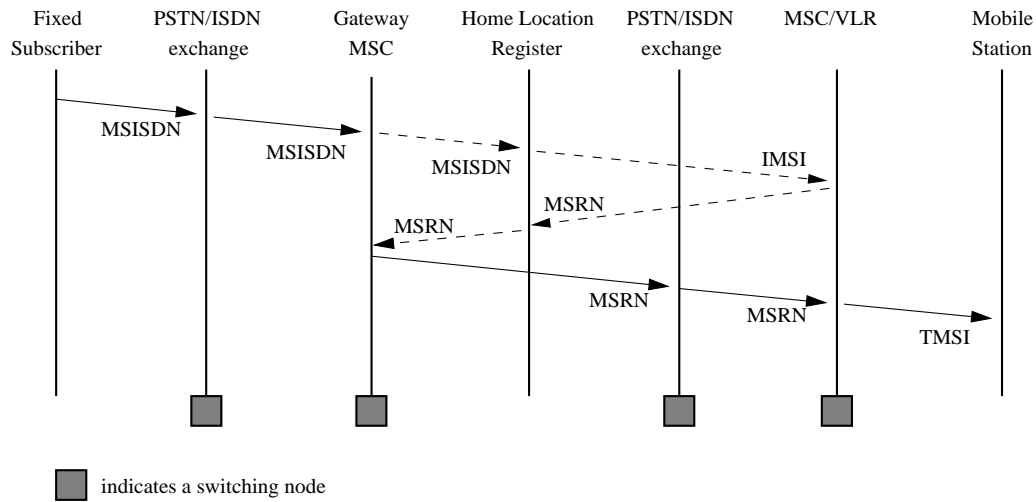 Fixed
Subscriber
PSTN/ISDN
exchange
Gateway
MSC
Home Location
Register
PSTN/ISDN
exchange
MSC/VLR
Mobile
Station
MSISDN
MSISDN
MSISDN
IMSI
MSRN
MSRN
MSRN
MSRN
TMSI
indicates a switching node